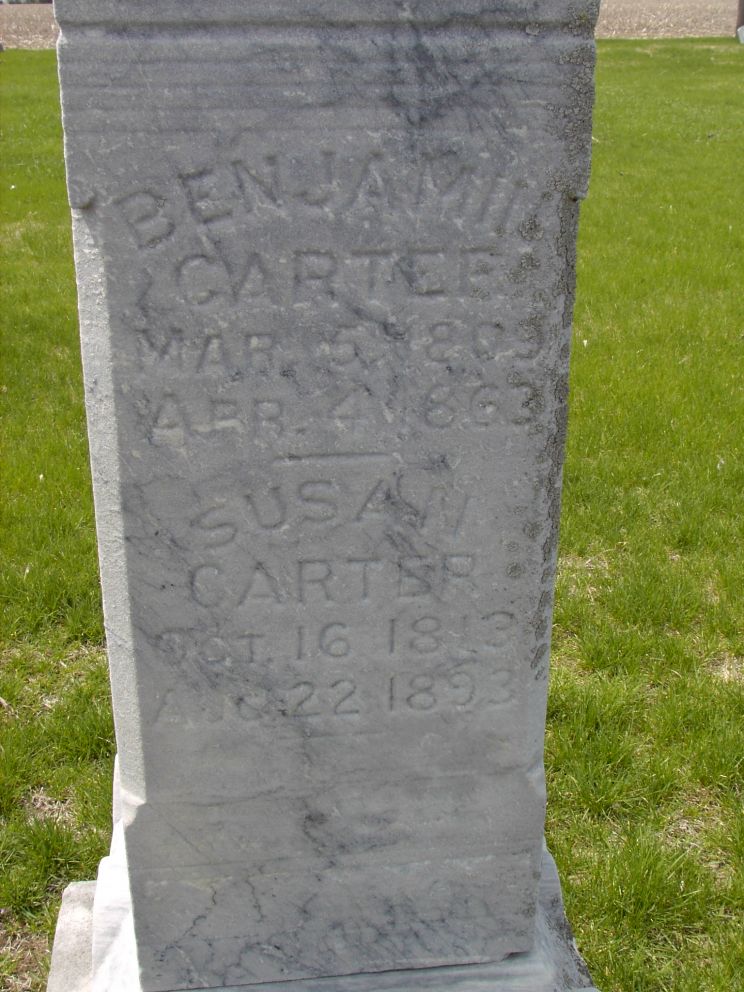 BENJAMIN
CARTER
MAR. 5, 1809
APR. 4 1863
SUSAN
CARTER
OCT. 16 1813
AUG. 22 1893